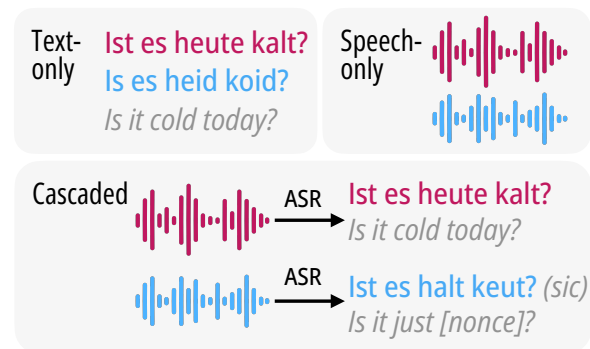 Text-
only
Ist es heute kalt?
Is es heid koid?
Is it cold today?
Speech-
only
Cascaded
ASR
Ist es heute kalt?
Is it cold today?
ASR
Ist es halt keut? (sic)
Is it just [nonce]?